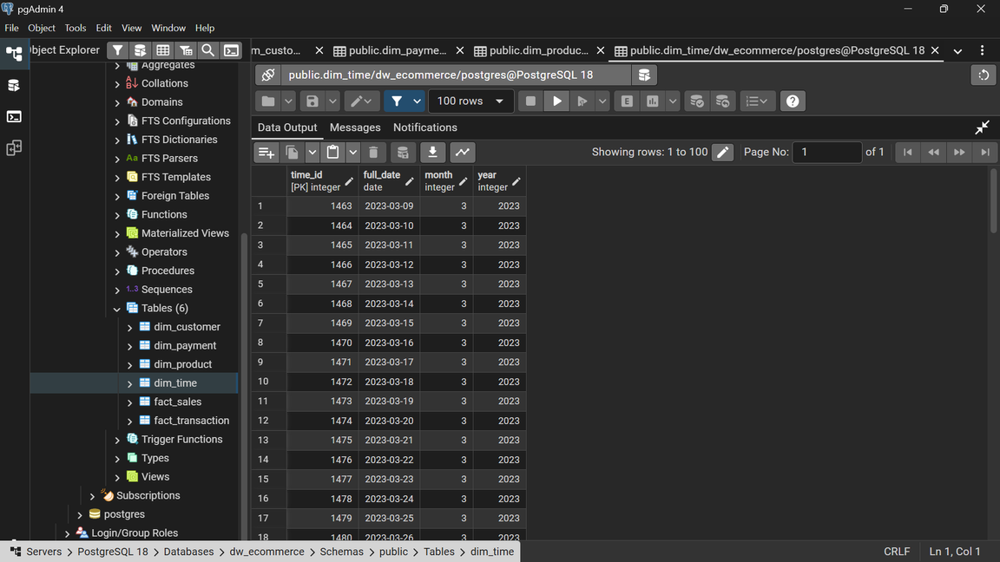 pgAdmin 4
File Object Tools Edit View Window Help
bject Explorer
m_custo... public.dim_payme... public.dim_produc... public.dim_time/dw_ecommerce/postgres@PostgreSQL 18
public.dim_time/dw_ecommerce/postgres@PostgreSQL 18
100 rows
E
Data Output Messages Notifications
Showing rows: 1 to 100 Page No: 1 of 1
Aggregates
Collations
Domains
FTS Configurations
FTS Dictionaries
Aa FTS Parsers
FTS Templates
Foreign Tables
Functions
Materialized Views
Operators
Procedures
1..3 Sequences
Tables (6)
dim_customer
dim_payment
dim_product
dim_time
fact_sales
fact_transaction
Trigger Functions
Types
Views
Subscriptions
postgres
Login/Group Roles
time_id full_date month year
[PK] integer date integer integer
1 1463 2023-03-09 3 2023
2 1464 2023-03-10 3 2023
3 1465 2023-03-11 3 2023
4 1466 2023-03-12 3 2023
5 1467 2023-03-13 3 2023
6 1468 2023-03-14 3 2023
7 1469 2023-03-15 3 2023
8 1470 2023-03-16 3 2023
9 1471 2023-03-17 3 2023
10 1472 2023-03-18 3 2023
11 1473 2023-03-19 3 2023
12 1474 2023-03-20 3 2023
13 1475 2023-03-21 3 2023
14 1476 2023-03-22 3 2023
15 1477 2023-03-23 3 2023
16 1478 2023-03-24 3 2023
17 1479 2023-03-25 3 2023
18 1480 2023-03-26 3 2023
Servers > PostgreSQL 18 > Databases > dw_ecommerce > Schemas > public > Tables > dim_time
CRLF Ln 1, Col 1